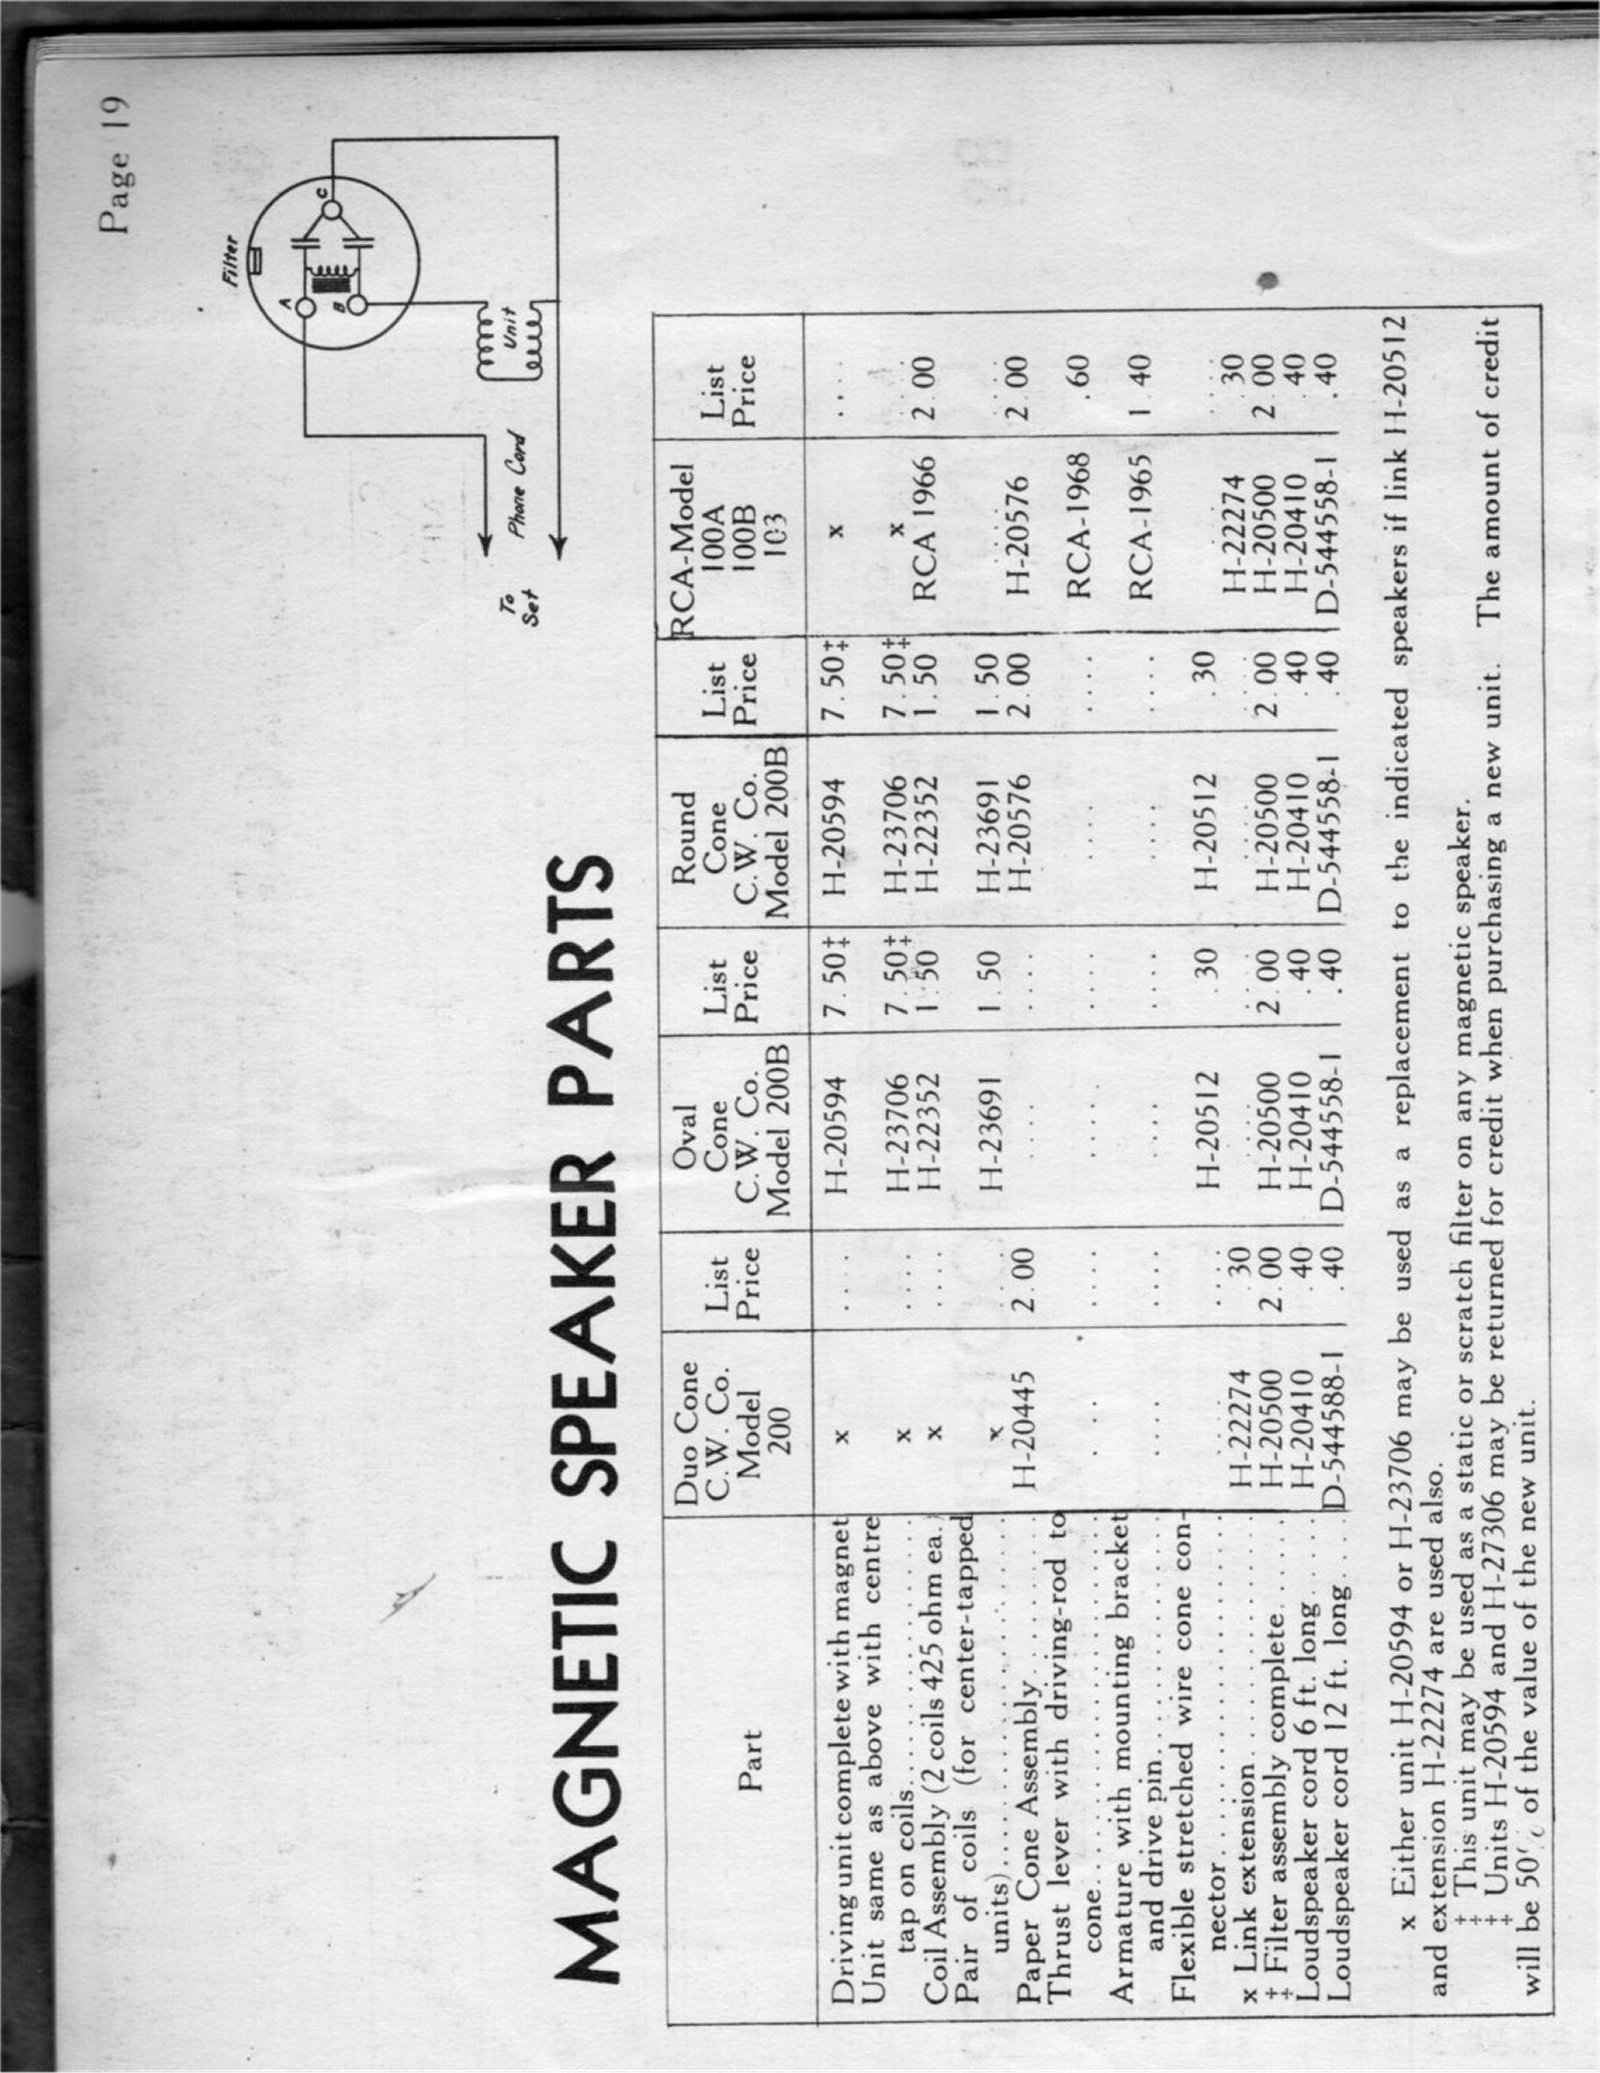 Page 19
Filter
A
B
C
Unit
Phone Cord
To
Set
MAGNETIC SPEAKER PARTS
Part | Duo Cone C.W. Co. Model 200 | List Price | Oval Cone C.W. Co. Model 200B | List Price | Round Cone C.W. Co. Model 200B | List Price | RCA-Model 100A 100B 103 | List Price
Driving unit complete with magnet | x | .... | H-20594 | 7.50‡ | H-20594 | 7.50‡ | x | ....
Unit same as above with centre
tap on coils.......... | x | .... | H-23706 | 7.50‡ | H-23706 | 7.50‡ | x | ....
Coil Assembly (2 coils 425 ohm ea.) | x | .... | H-22352 | 1.50 | H-22352 | 1.50 | RCA 1966 | 2.00
Pair of coils (for center-tapped
units).......... | x | .... | H-23691 | 1.50 | H-23691 | 1.50 | .... | ....
Paper Cone Assembly.......... | H-20445 | 2.00 | .... | .... | H-20576 | 2.00 | H-20576 | 2.00
Thrust lever with driving-rod to
cone.......... | .... | .... | .... | .... | .... | .... | RCA-1968 | .60
Armature with mounting bracket
and drive pin.......... | .... | .... | .... | .... | .... | .... | RCA-1965 | 1.40
Flexible stretched wire cone con-
nector.......... | .... | .... | H-20512 | .30 | H-20512 | .30 | .... | ....
x Link extension.......... | H-22274 | .30 | .... | .... | .... | .... | H-22274 | .30
‡ Filter assembly complete..... | H-20500 | 2.00 | H-20500 | 2.00 | H-20500 | 2.00 | H-20500 | 2.00
Loudspeaker cord 6 ft. long.... | H-20410 | .40 | H-20410 | .40 | H-20410 | .40 | H-20410 | .40
Loudspeaker cord 12 ft. long.... | D-544588-1 | .40 | D-544558-1 | .40 | D-544558-1 | .40 | D-544558-1 | .40
x Either unit H-20594 or H-23706 may be used as a replacement to the indicated speakers if link H-20512
and extension H-22274 are used also.
‡ This unit may be used as a static or scratch filter on any magnetic speaker.
‡ Units H-20594 and H-27306 may be returned for credit when purchasing a new unit. The amount of credit
will be 50% of the value of the new unit.